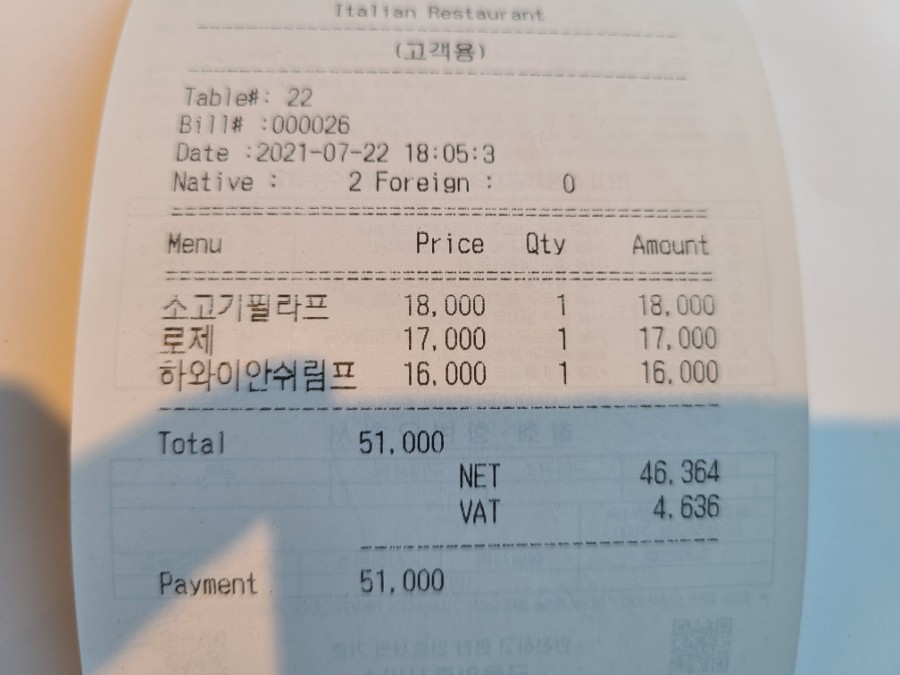 Italian Restaurant
(고객용)
Table#: 22
Bill# :000026
Date :2021-07-22 18:05:3
Native : 2 Foreign : 0
Menu Price Qty Amount
소고기필라프 18,000 1 18,000
로제 17,000 1 17,000
하와이안쉬림프 16,000 1 16,000
Total 51,000
NET 46,364
VAT 4,636
Payment 51,000